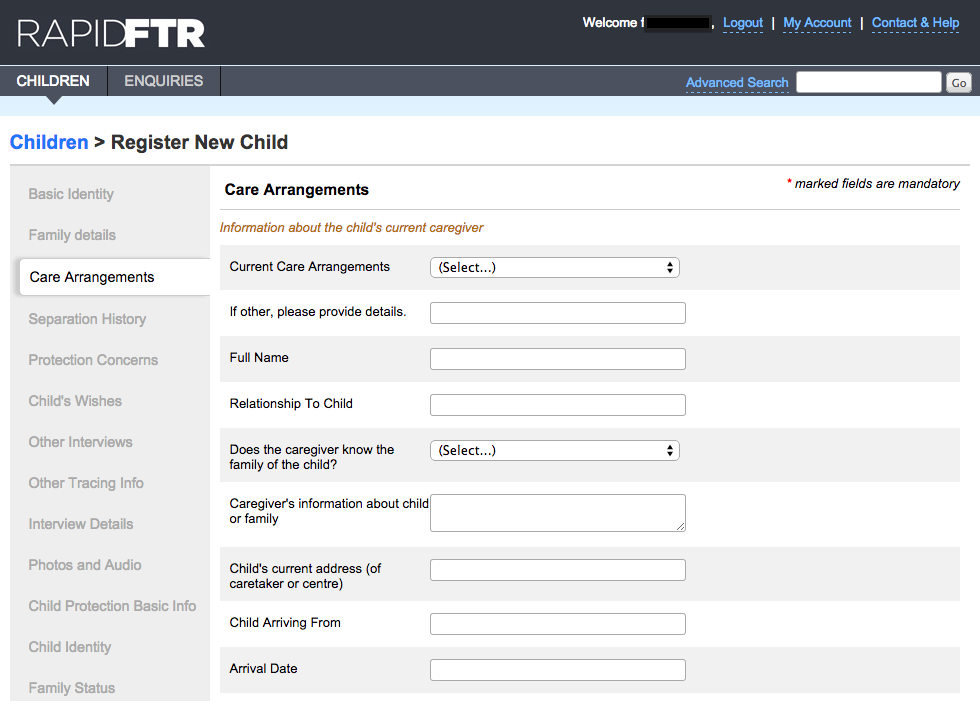 RAPIDFTR
Welcome f , Logout | My Account | Contact & Help
CHILDREN ENQUIRIES Advanced Search Go
Children > Register New Child
Basic Identity
Family details
Care Arrangements
Separation History
Protection Concerns
Child's Wishes
Other Interviews
Other Tracing Info
Interview Details
Photos and Audio
Child Protection Basic Info
Child Identity
Family Status
Care Arrangements
* marked fields are mandatory
Information about the child's current caregiver
Current Care Arrangements (Select...)
If other, please provide details.
Full Name
Relationship To Child
Does the caregiver know the (Select...)
family of the child?
Caregiver's information about child
or family
Child's current address (of
caretaker or centre)
Child Arriving From
Arrival Date